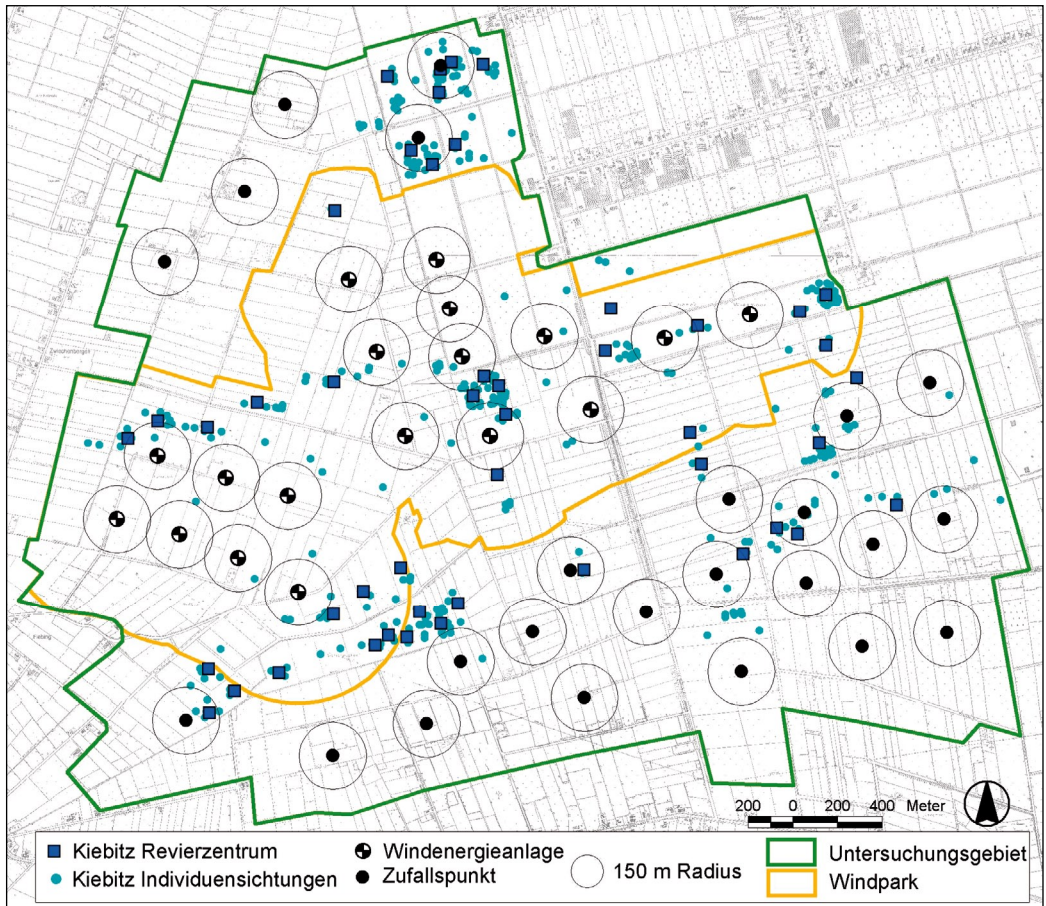 200 0 200 400 Meter
Kiebitz Revierzentrum
Kiebitz Individuensichtungen
Windenergieanlage
Zufallspunkt
150 m Radius
Untersuchungsgebiet
Windpark